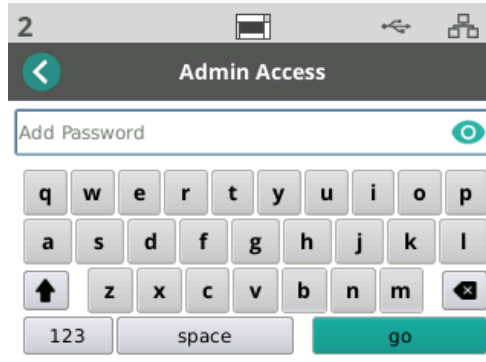 2
Admin Access
Add Password
q w e r t y u i o p
a s d f g h j k l
z x c v b n m
123 space go